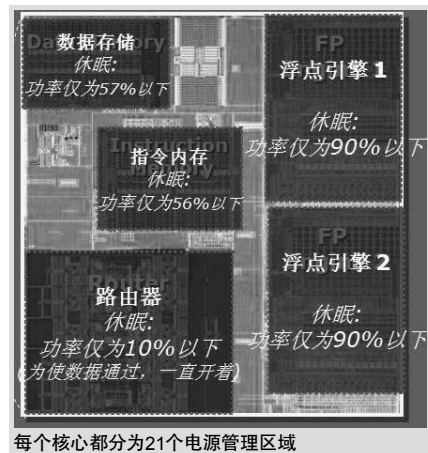 数据存储
休眠:
功率仅为57%以下
FP
浮点引擎1
休眠:
功率仅为90%以下
Instruction
Memory
指令内存
休眠:
功率仅为56%以下
FP
浮点引擎2
休眠:
功率仅为90%以下
Router
路由器
休眠:
功率仅为10%以下
(为使数据通过，一直开着)
每个核心都分为21个电源管理区域